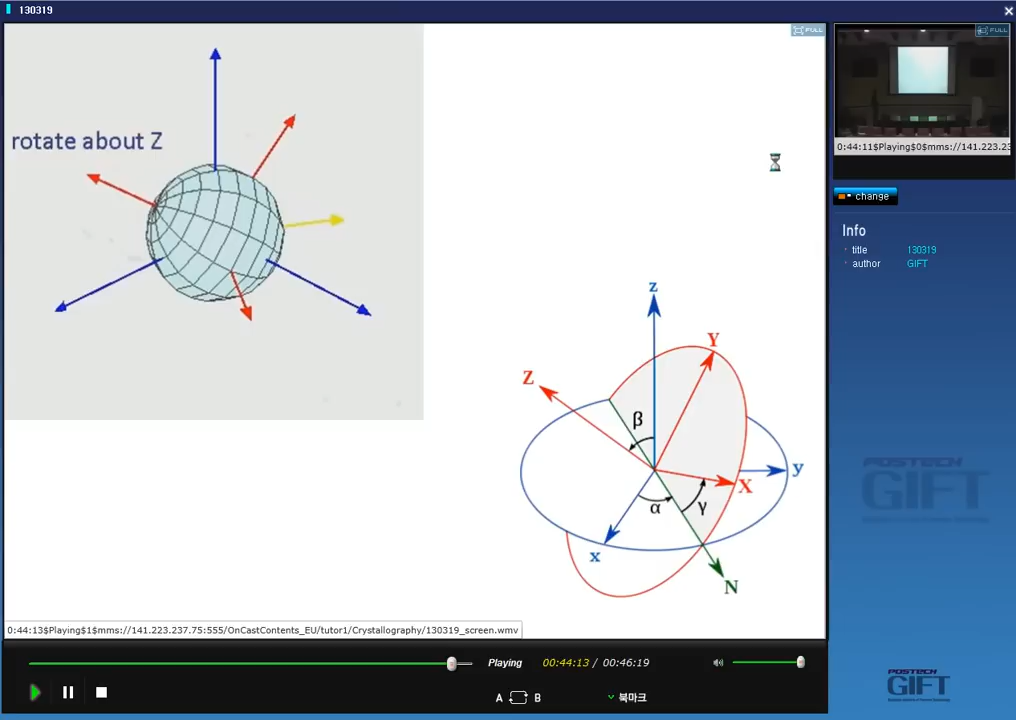 130319
FULL
FULL
rotate about Z
0:44:11$Playing$0$mms://141.223.23
change
Info
title 130319
author GIFT
z
Y
Z
β
y
X
α
γ
x
N
POSTECH
GIFT
0:44:13$Playing$1$mms://141.223.237.75:555/OnCastContents_EU/tutor1/Crystallography/130319_screen.wmv
Playing 00:44:13 / 00:46:19
A B 북마크
POSTECH
GIFT